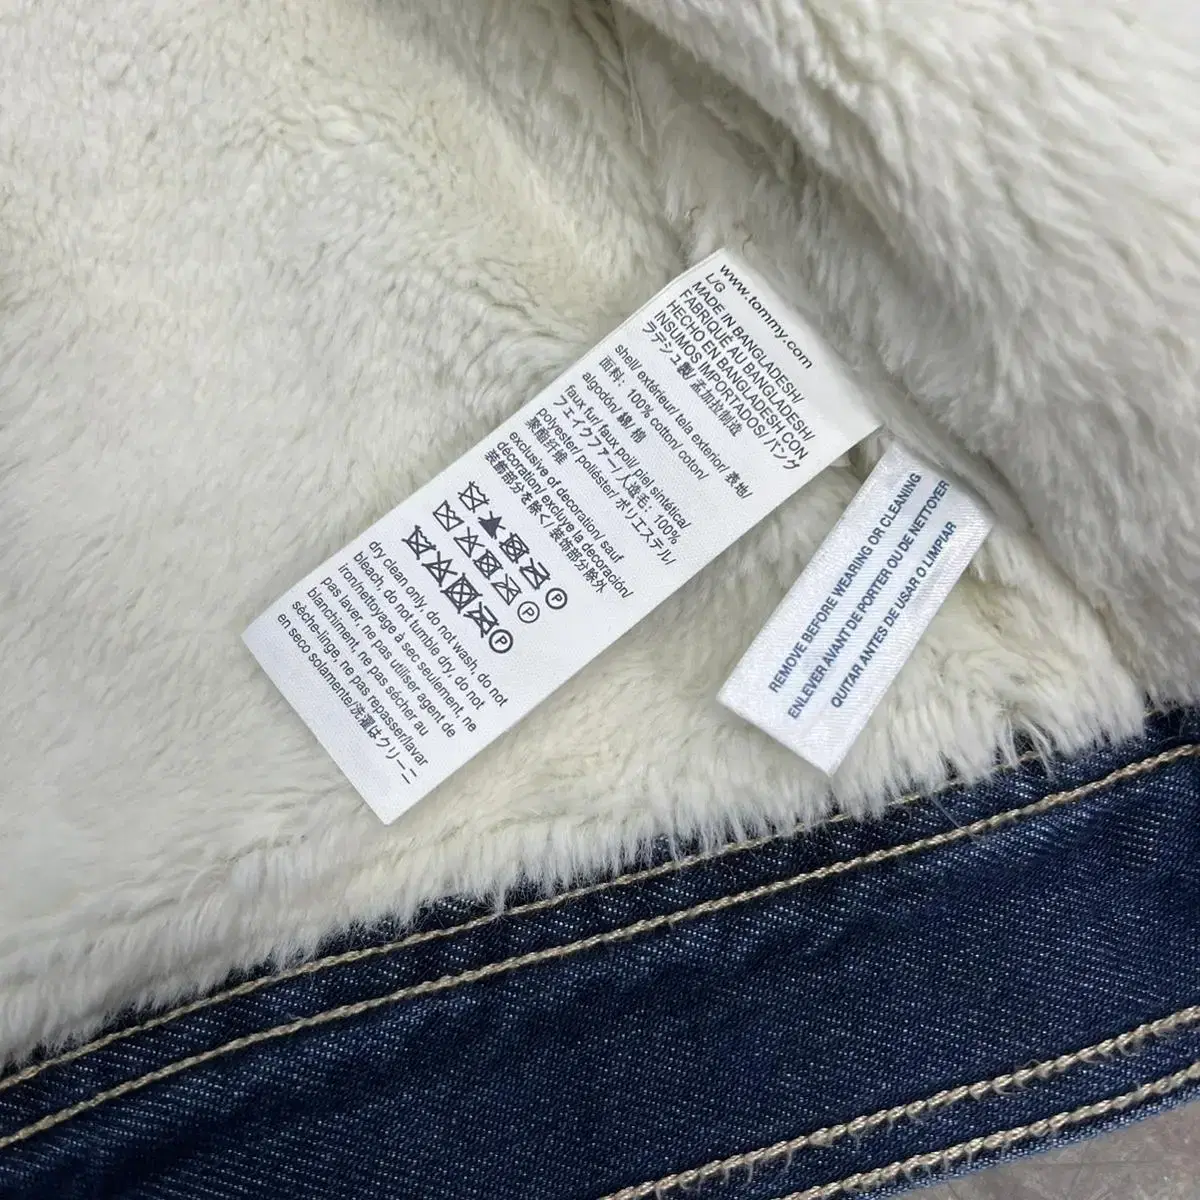 www.tommy.com
L/G
MADE IN BANGLADESH/
FABRIQUÉ AU BANGLADESH/
HECHO EN BANGLADESH CON
INSUMOS IMPORTADOS/バング
ラデシュ製/孟加拉制造
shell/ extérieur/ tela exterior/ 表地/
面料: 100% cotton/ coton/
algodón/ 綿/ 棉
faux fur/ faux poil/ piel sintética/
フェイクファー/人造毛: 100%
polyester/ poliéster/ ポリエステル/
聚酯纤维
exclusive of decoration/ sauf
décoration/ excluye la decoración/
装飾部分を除く/装饰部分除外
P
P
P
dry clean only, do not wash, do not
bleach, do not tumble dry, do not
iron/nettoyage à sec seulement, ne
pas laver, ne pas utiliser agent de
blanchiment, ne pas sécher au
sèche-linge, ne pas repasser/lavar
en seco solamente/洗濯はクリーニ
REMOVE BEFORE WEARING OR CLEANING
ENLEVER AVANT DE PORTER OU DE NETTOYER
QUITAR ANTES DE USAR O LIMPIAR